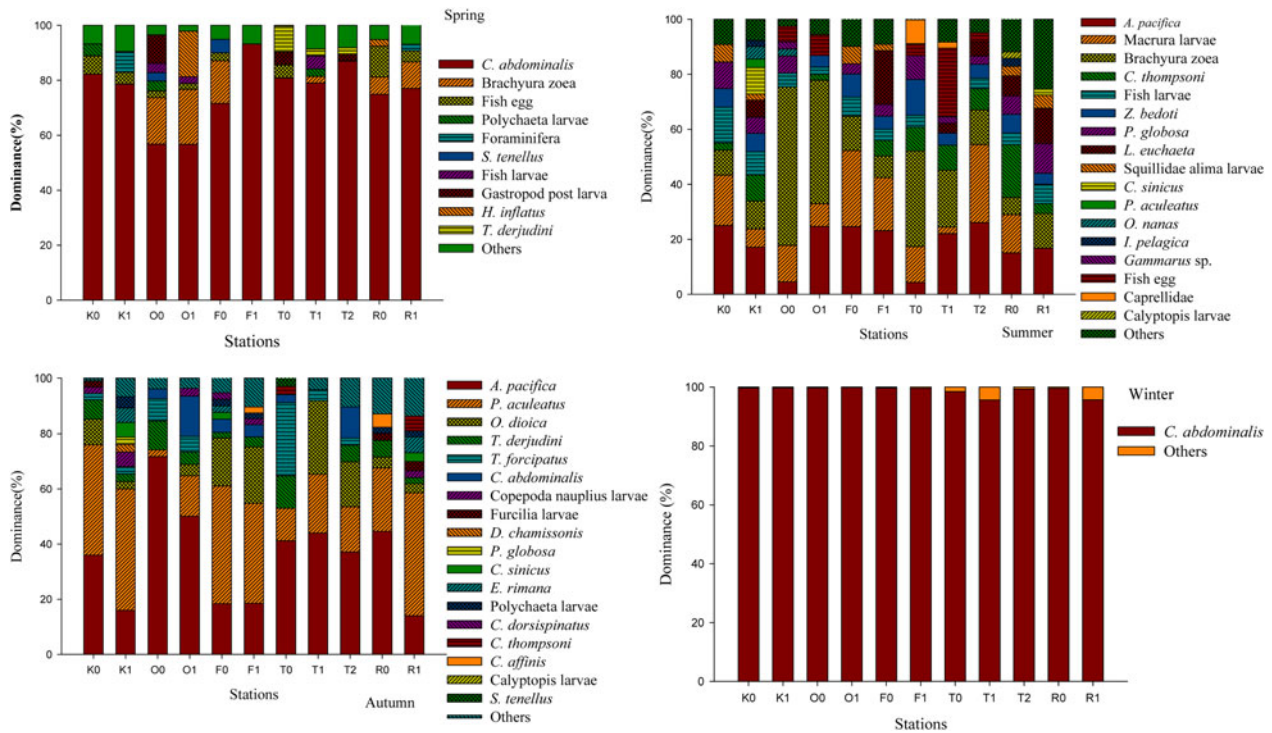 Spring
Dominance(%)
100
80
60
40
20
0
K0 K1 O0 O1 F0 F1 T0 T1 T2 R0 R1
Stations
C. abdominalis
Brachyura zoea
Fish egg
Polychaeta larvae
Foraminifera
S. tenellus
Fish larvae
Gastropod post larva
H. inflatus
T. derjudini
Others
Dominance(%)
100
80
60
40
20
0
K0 K1 O0 O1 F0 F1 T0 T1 T2 R0 R1
Stations
Summer
A. pacifica
Macrura larvae
Brachyura zoea
C. thompsoni
Fish larvae
Z. bedoti
P. globosa
L. euchaeta
Squillidae alima larvae
C. sinicus
P. aculeatus
O. nanas
I. pelagica
Gammarus sp.
Fish egg
Caprellidae
Calyptopis larvae
Others
Dominance(%)
100
80
60
40
20
0
K0 K1 O0 O1 F0 F1 T0 T1 T2 R0 R1
Stations
Autumn
A. pacifica
P. aculeatus
O. dioica
T. derjudini
T. forcipatus
C. abdominalis
Copepoda nauplius larvae
Furcilia larvae
D. chamissonis
P. globosa
C. sinicus
E. rimana
Polychaeta larvae
C. dorsispinatus
C. thompsoni
C. affinis
Calyptopis larvae
S. tenellus
Others
Dominance (%)
100
80
60
40
20
0
K0 K1 O0 O1 F0 F1 T0 T1 T2 R0 R1
Stations
Winter
C. abdominalis
Others